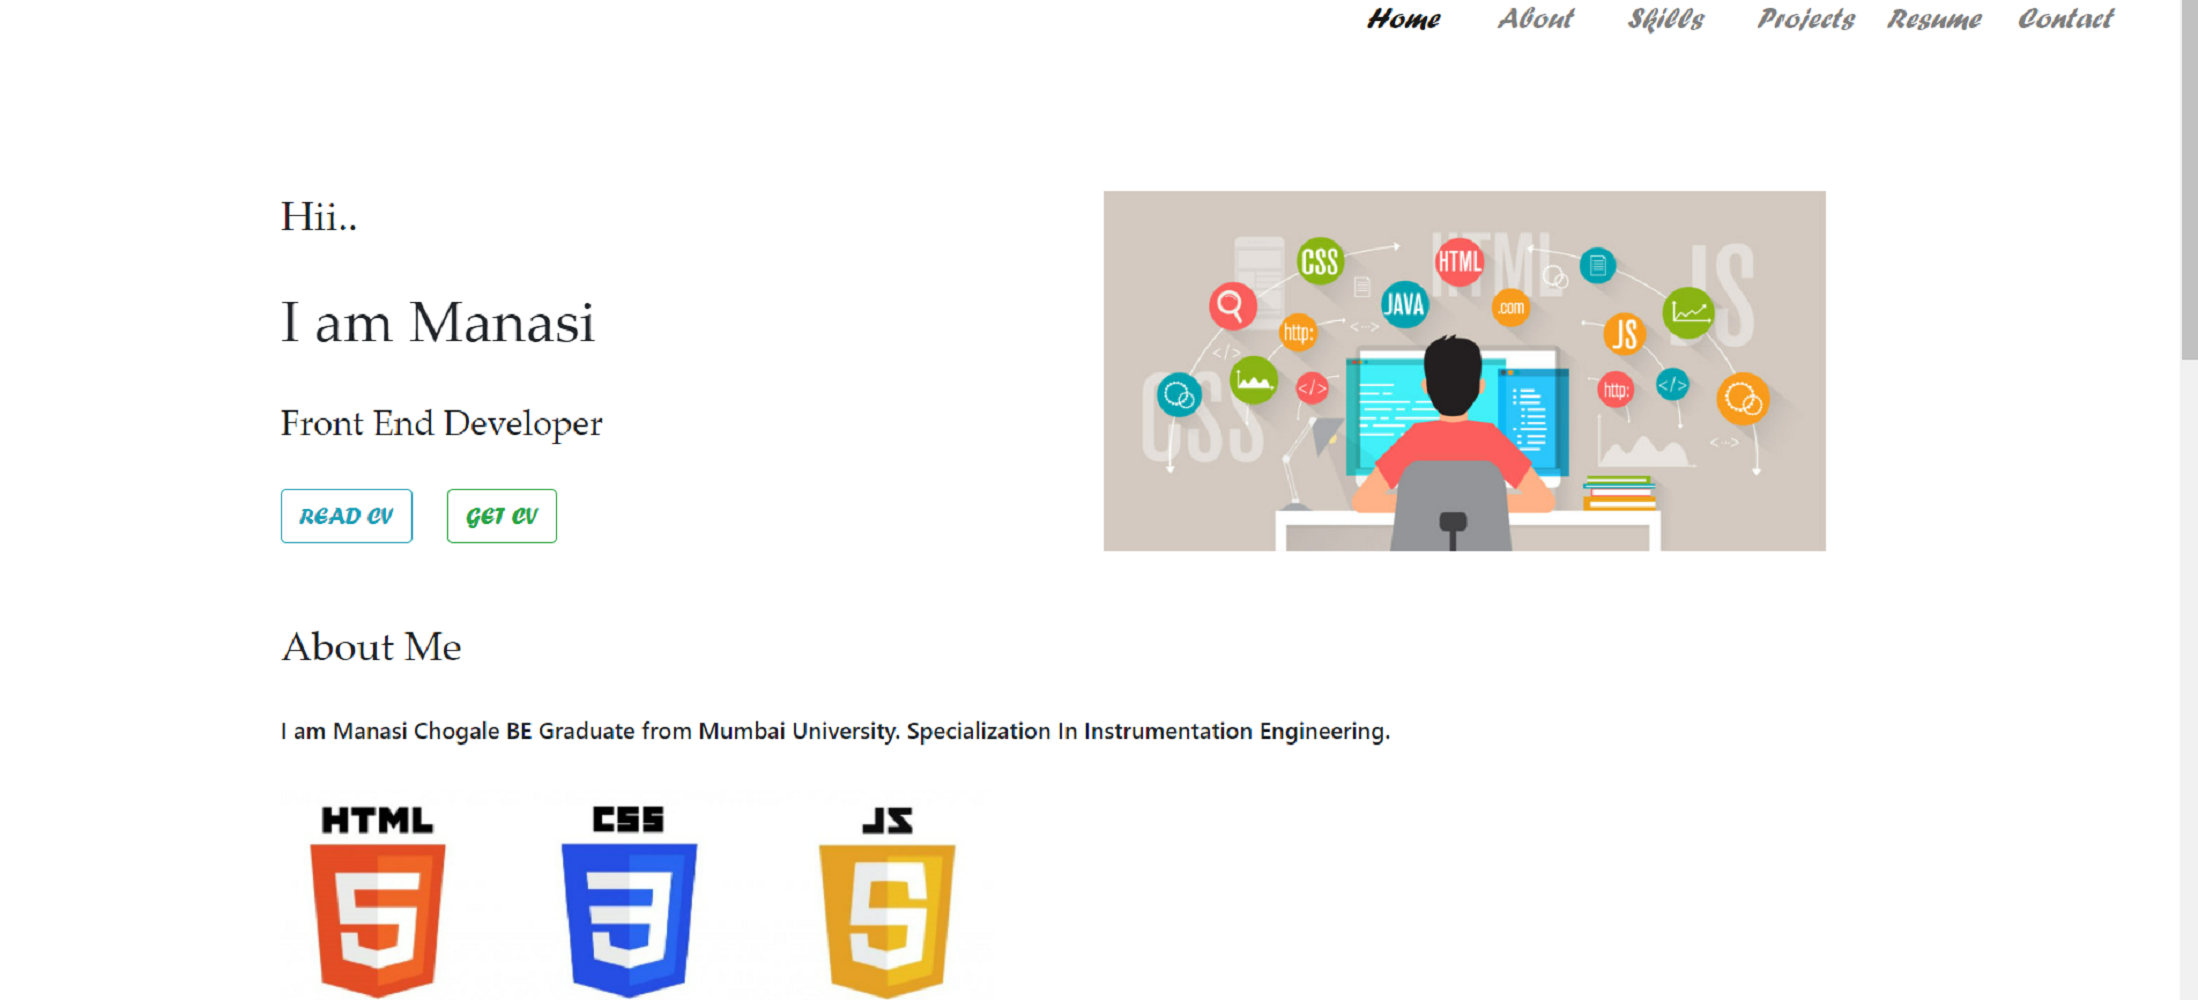 Home About Skills Projects Resume Contact
Hii..
I am Manasi
Front End Developer
READ CV GET CV
HTML JS
CSS HTML
JAVA .com
http: JS
</>
<-->
</> http: </>
CSS
<-->
About Me
I am Manasi Chogale BE Graduate from Mumbai University. Specialization In Instrumentation Engineering.
HTML CSS JS
5 3 5